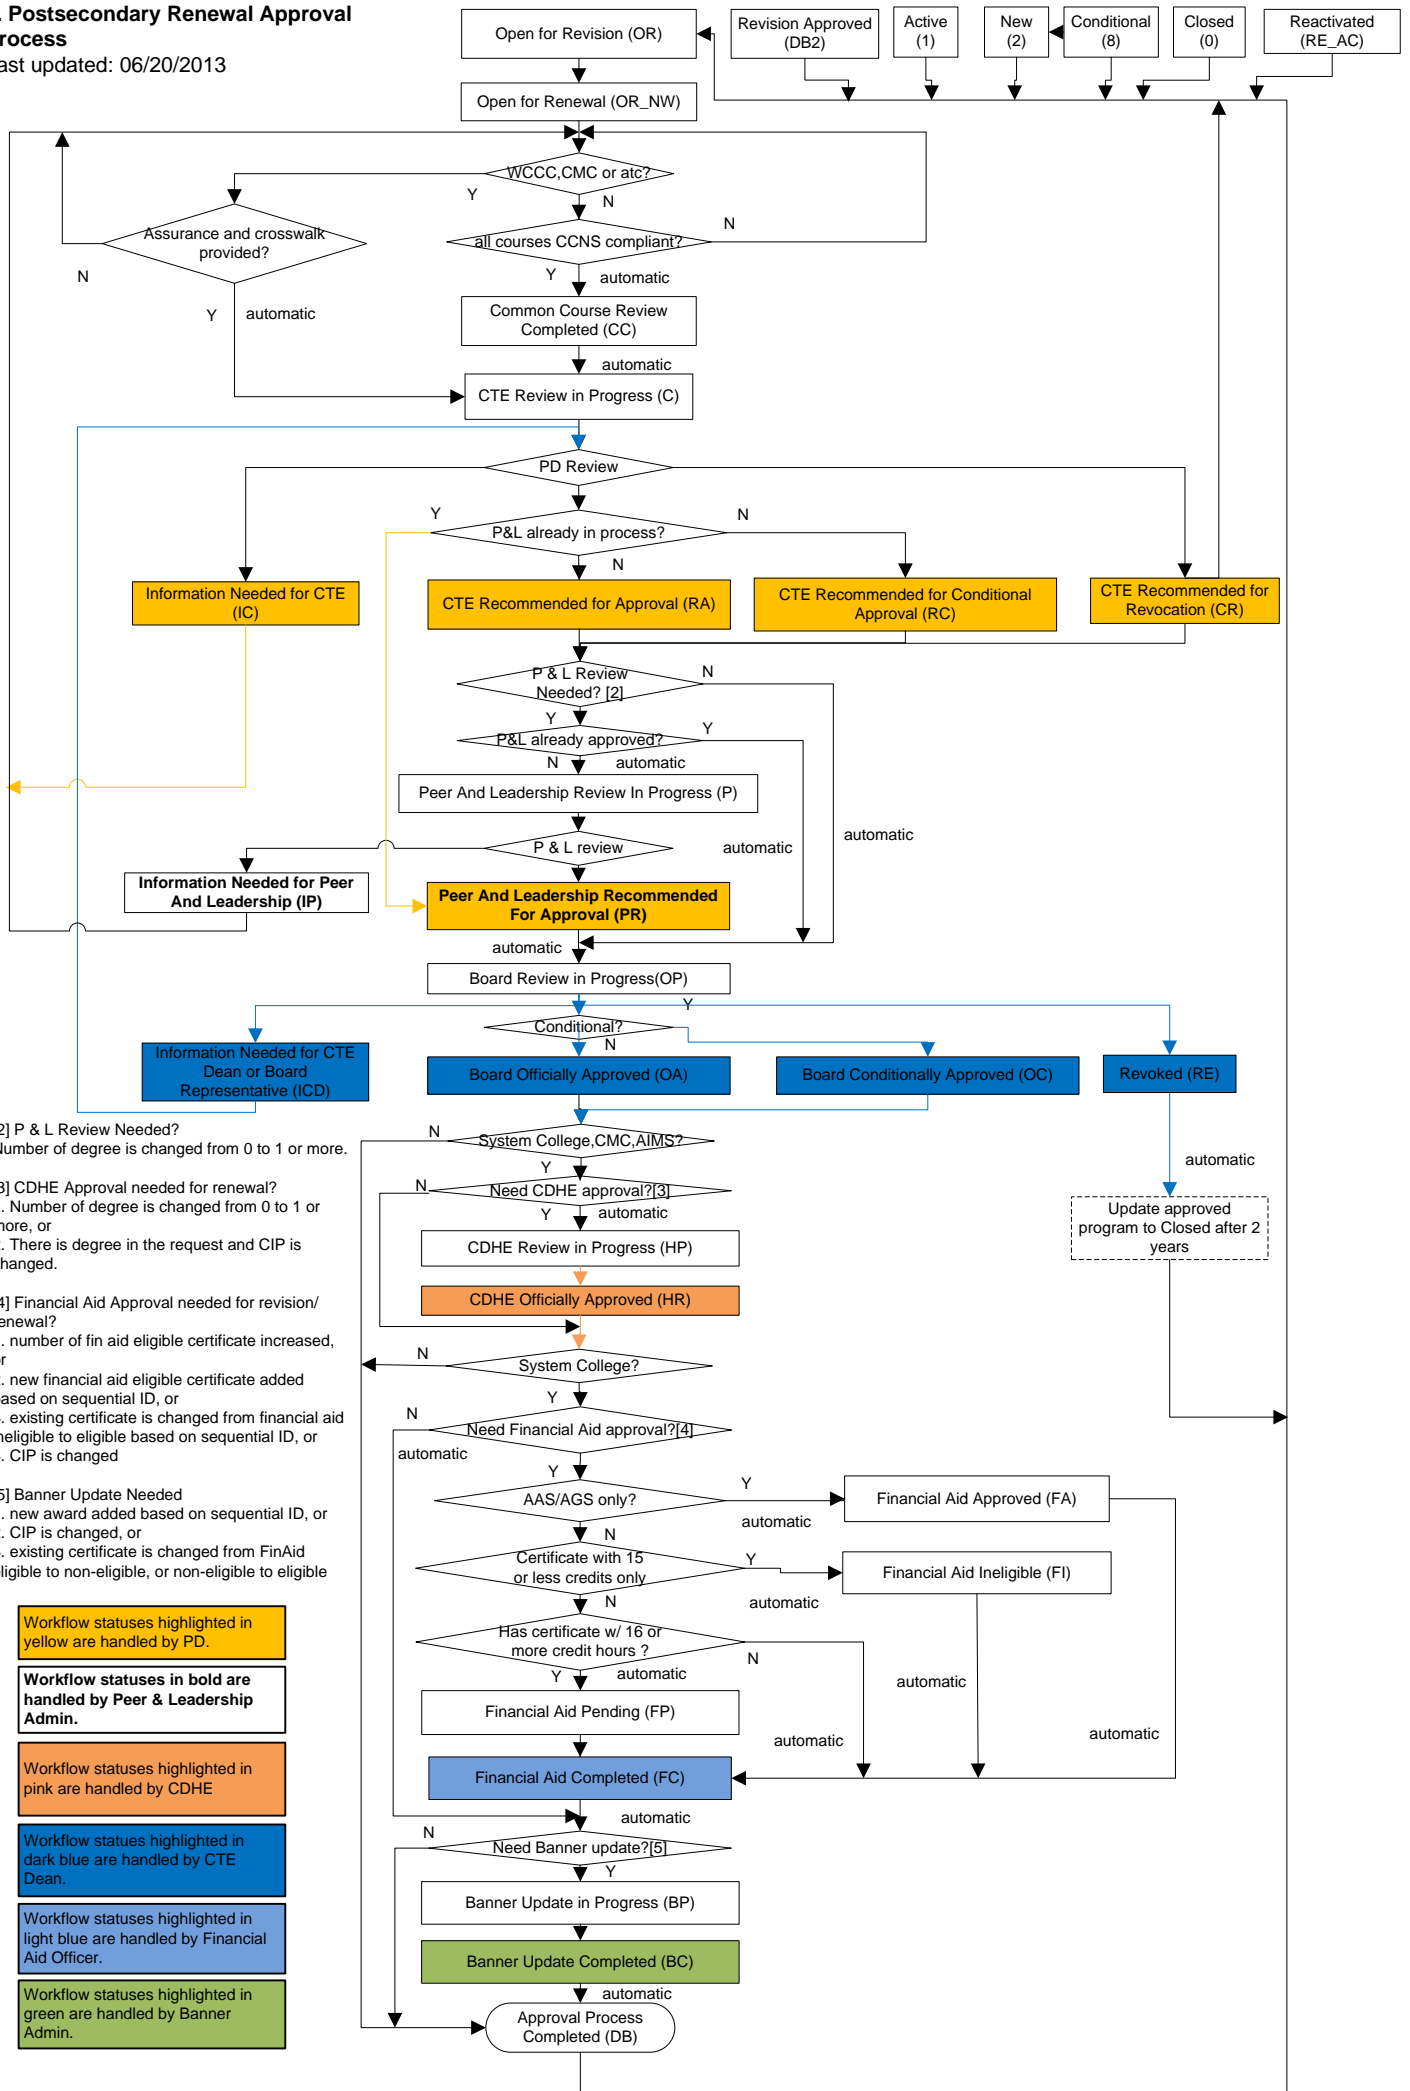 . Postsecondary Renewal Approval
rocess
ast updated: 06/20/2013
Open for Revision (OR)
Revision Approved
(DB2)
Active
(1)
New
(2)
Conditional
(8)
Closed
(0)
Reactivated
(RE_AC)
Open for Renewal (OR_NW)
WCCC,CMC or atc?
Y
N
Assurance and crosswalk
provided?
all courses CCNS compliant?
N
N
Y
automatic
Y
automatic
Common Course Review
Completed (CC)
automatic
CTE Review in Progress (C)
PD Review
Y
P&L already in process?
N
N
Information Needed for CTE
(IC)
CTE Recommended for Approval (RA)
CTE Recommended for Conditional
Approval (RC)
CTE Recommended for
Revocation (CR)
P & L Review
Needed? [2]
N
Y
P&L already approved?
Y
N
automatic
Peer And Leadership Review In Progress (P)
automatic
P & L review
automatic
Information Needed for Peer
And Leadership (IP)
Peer And Leadership Recommended
For Approval (PR)
automatic
Board Review in Progress(OP)
Y
Conditional?
N
Information Needed for CTE
Dean or Board
Representative (ICD)
Board Officially Approved (OA)
Board Conditionally Approved (OC)
Revoked (RE)
2] P & L Review Needed?
Number of degree is changed from 0 to 1 or more.
N
System College,CMC,AIMS?
Y
automatic
3] CDHE Approval needed for renewal?
. Number of degree is changed from 0 to 1 or
more, or
. There is degree in the request and CIP is
hanged.
N
Need CDHE approval?[3]
Y
automatic
Update approved
program to Closed after 2
years
CDHE Review in Progress (HP)
CDHE Officially Approved (HR)
4] Financial Aid Approval needed for revision/
enewal?
. number of fin aid eligible certificate increased,
or
. new financial aid eligible certificate added
based on sequential ID, or
. existing certificate is changed from financial aid
neligible to eligible based on sequential ID, or
. CIP is changed
N
System College?
Y
N
Need Financial Aid approval?[4]
automatic
Y
AAS/AGS only?
Y
Financial Aid Approved (FA)
automatic
5] Banner Update Needed
. new award added based on sequential ID, or
. CIP is changed, or
. existing certificate is changed from FinAid
eligible to non-eligible, or non-eligible to eligible
N
Certificate with 15
or less credits only
Y
Financial Aid Ineligible (FI)
automatic
N
Has certificate w/ 16 or
more credit hours ?
N
Y
automatic
automatic
Financial Aid Pending (FP)
automatic
automatic
Financial Aid Completed (FC)
automatic
N
Need Banner update?[5]
Y
Banner Update in Progress (BP)
Banner Update Completed (BC)
automatic
Approval Process
Completed (DB)
Workflow statuses highlighted in
yellow are handled by PD.
Workflow statuses in bold are
handled by Peer & Leadership
Admin.
Workflow statuses highlighted in
pink are handled by CDHE
Workflow statues highlighted in
dark blue are handled by CTE
Dean.
Workflow statuses highlighted in
light blue are handled by Financial
Aid Officer.
Workflow statuses highlighted in
green are handled by Banner
Admin.